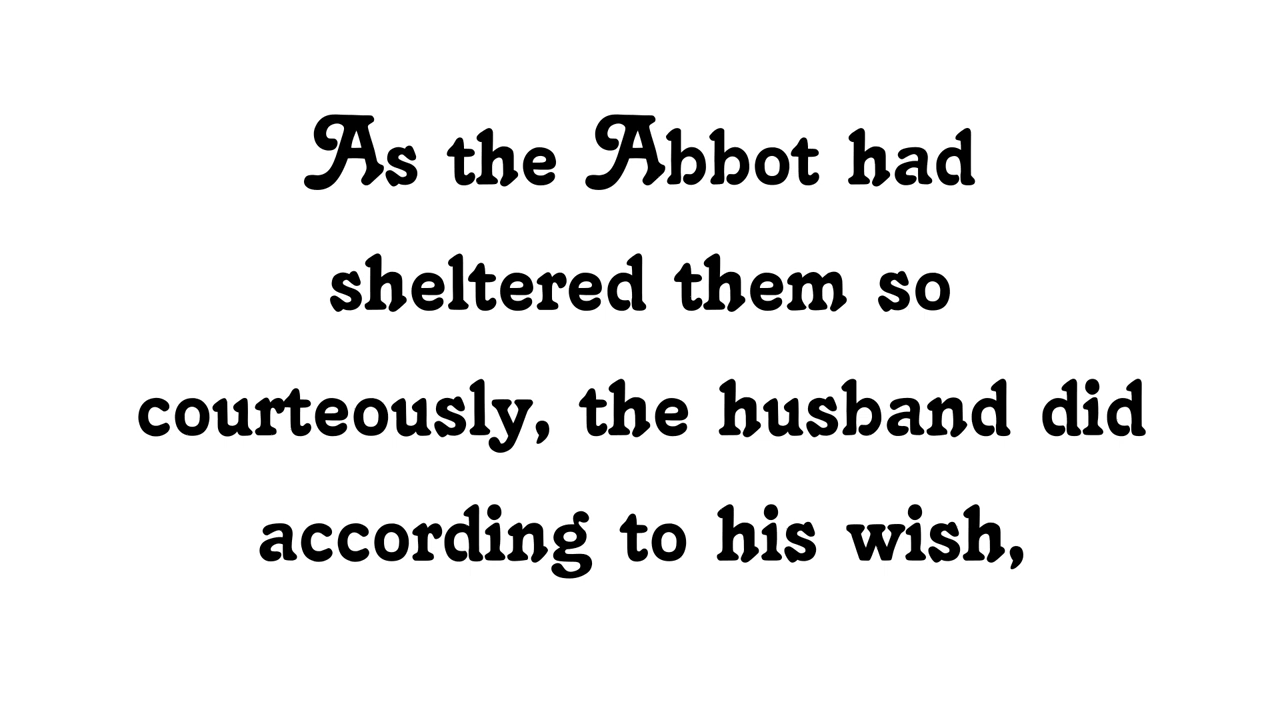 As the Abbot had
sheltered them so
courteously, the husband did
according to his wish,